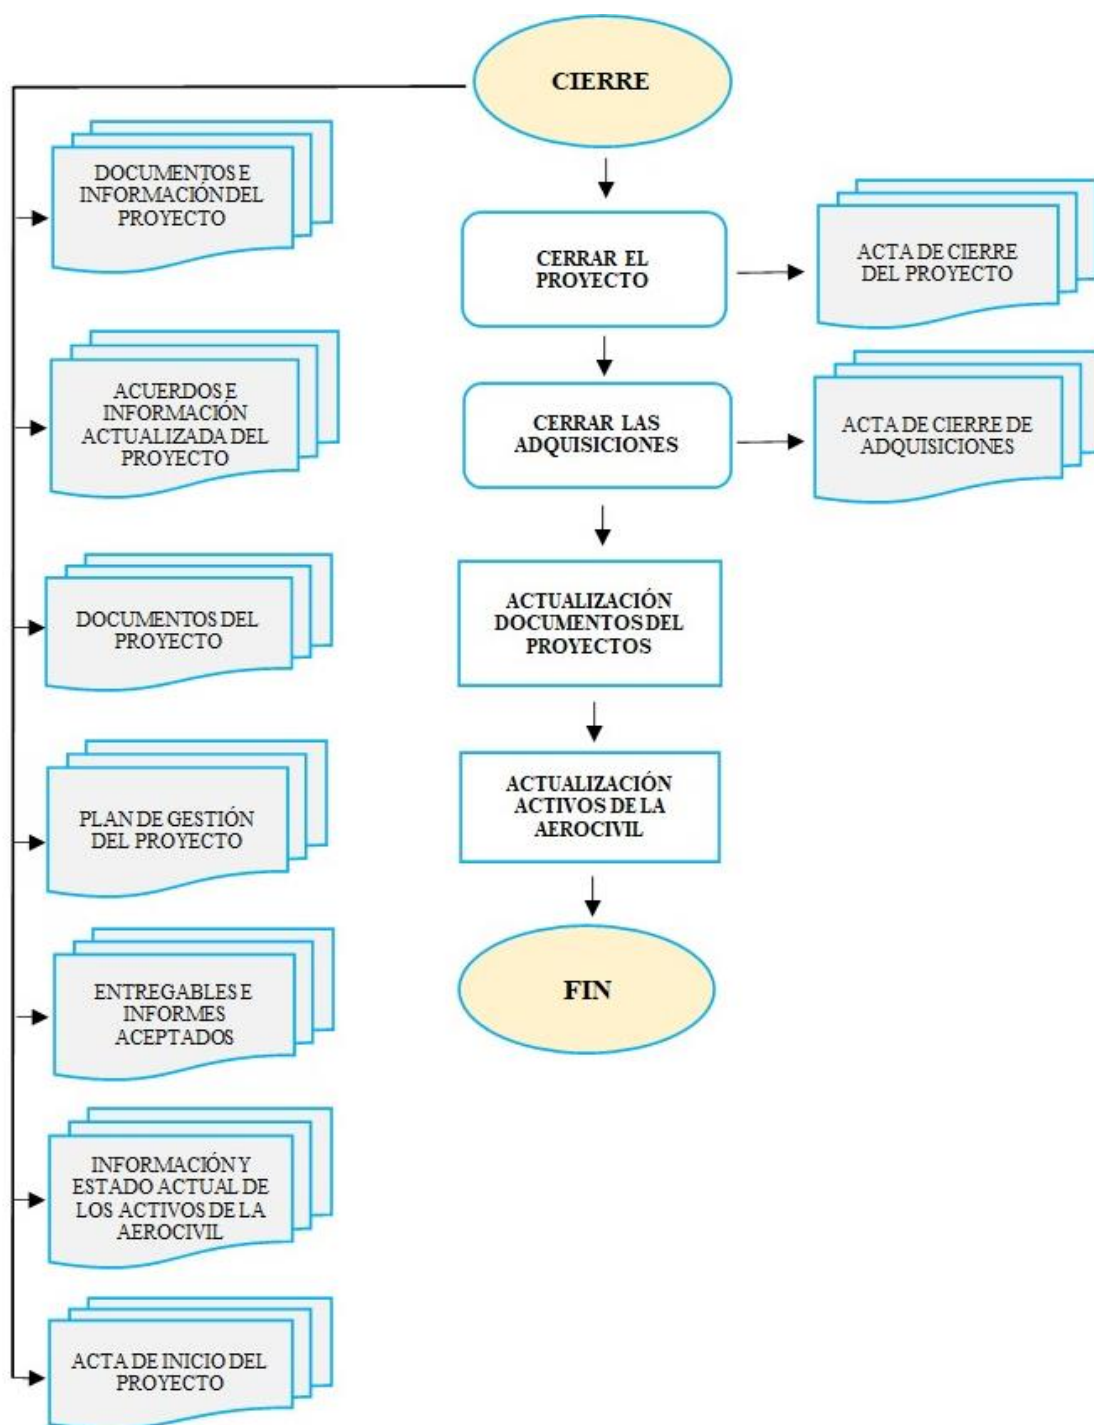 CIERRE
DOCUMENTOS E
INFORMACIÓN DEL
PROYECTO
CERRAR EL
PROYECTO
ACTA DE CIERRE
DEL PROYECTO
ACUERDOS E
INFORMACIÓN
ACTUALIZADA DEL
PROYECTO
CERRAR LAS
ADQUISICIONES
ACTA DE CIERRE DE
ADQUISICIONES
DOCUMENTOS DEL
PROYECTO
ACTUALIZACIÓN
DOCUMENTOS DEL
PROYECTOS
PLAN DE GESTIÓN
DEL PROYECTO
ACTUALIZACIÓN
ACTIVOS DE LA
AEROCIVIL
ENTREGABLES E
INFORMES
ACEPTADOS
FIN
INFORMACIÓN Y
ESTADO ACTUAL DE
LOS ACTIVOS DE LA
AEROCIVIL
ACTA DE INICIO DEL
PROYECTO